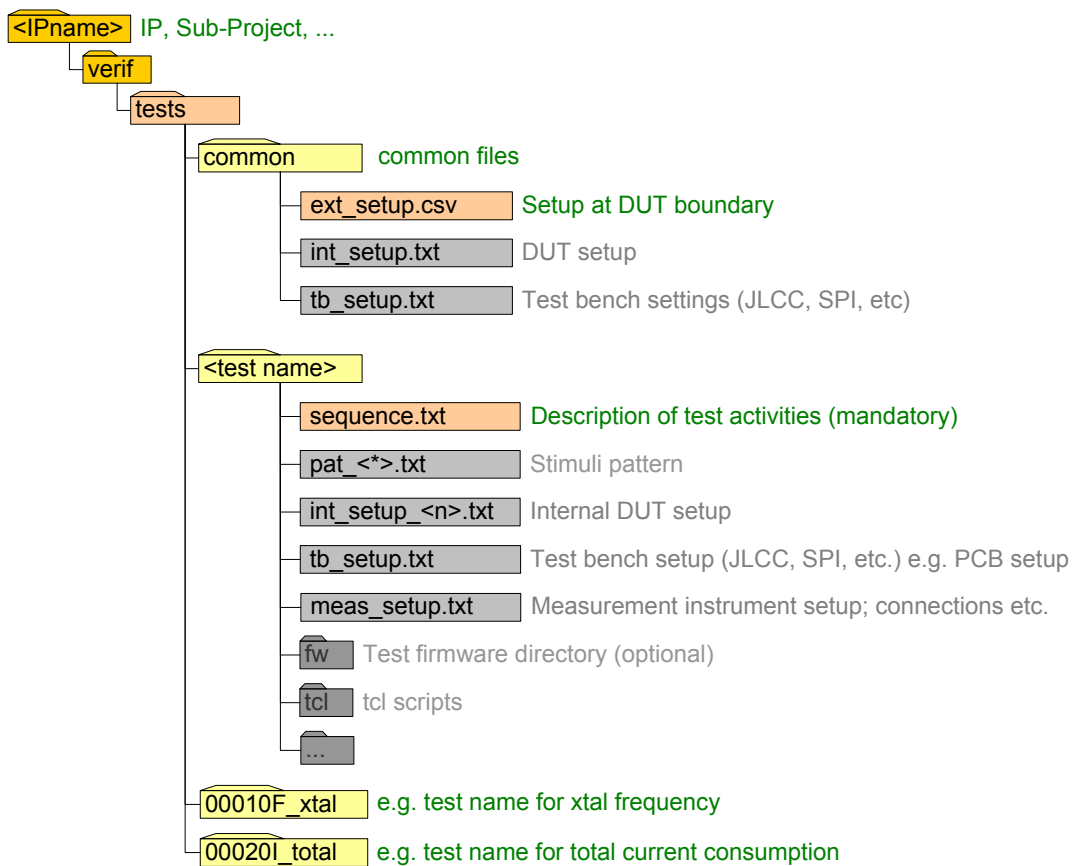 <IPname> IP, Sub-Project, ...
verif
tests
common common files
ext_setup.csv Setup at DUT boundary
int_setup.txt DUT setup
tb_setup.txt Test bench settings (JLCC, SPI, etc)
<test name>
sequence.txt Description of test activities (mandatory)
pat_<*>.txt Stimuli pattern
int_setup_<n>.txt Internal DUT setup
tb_setup.txt Test bench setup (JLCC, SPI, etc.) e.g. PCB setup
meas_setup.txt Measurement instrument setup; connections etc.
fw Test firmware directory (optional)
tcl tcl scripts
...
00010F_xtal e.g. test name for xtal frequency
00020I_total e.g. test name for total current consumption